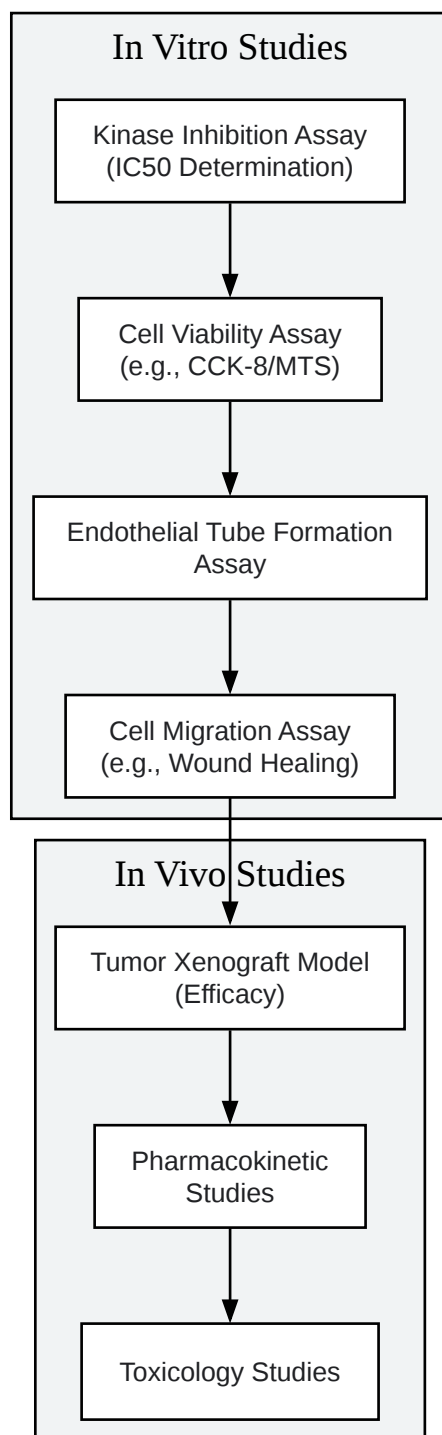 In Vitro Studies
Kinase Inhibition Assay
(IC50 Determination)
Cell Viability Assay
(e.g., CCK-8/MTS)
Endothelial Tube Formation
Assay
Cell Migration Assay
(e.g., Wound Healing)
In Vivo Studies
Tumor Xenograft Model
(Efficacy)
Pharmacokinetic
Studies
Toxicology Studies